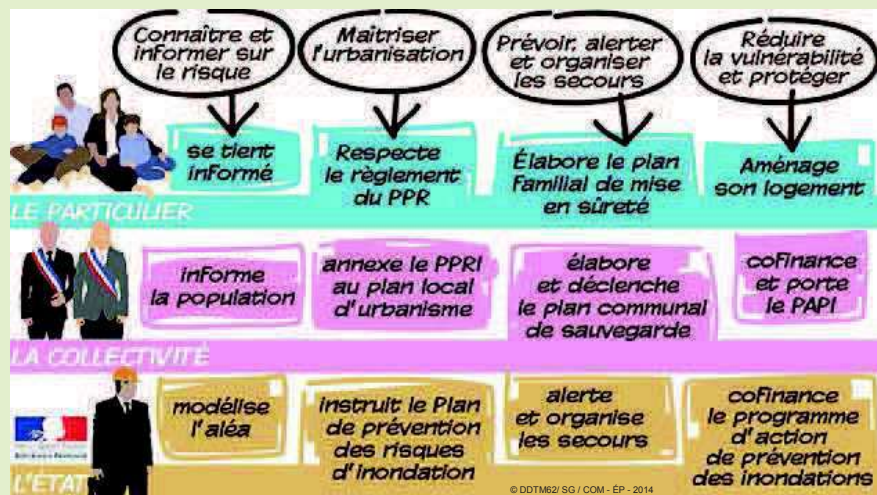 Connaître et
informer sur
le risque
Maîtriser
l'urbanisation
Prévoir, alerter
et organiser
les secours
Réduire
la vulnérabilité
et protéger
se tient
informé
Respecte
le règlement
du PPR
Élabore le plan
Familial de mise
en sûreté
Aménage
son logement
LE PARTICULIER
informe
la population
annexe le PPRI
au plan local
d'urbanisme
élabore
et déclenche
le plan communal
de sauvegarde
coFinance
et porte
le PAPI
LA COLLECTIVITÉ
modélise
l'aléa
instruit le Plan
de prévention
des risques
d'inondation
alerte
et organise
les secours
coFinance
le programme
d'action
de prévention
des inondations
RÉPUBLIQUE FRANÇAISE
L'ÉTAT
© DDTM62/ SG / COM - ÉP - 2014